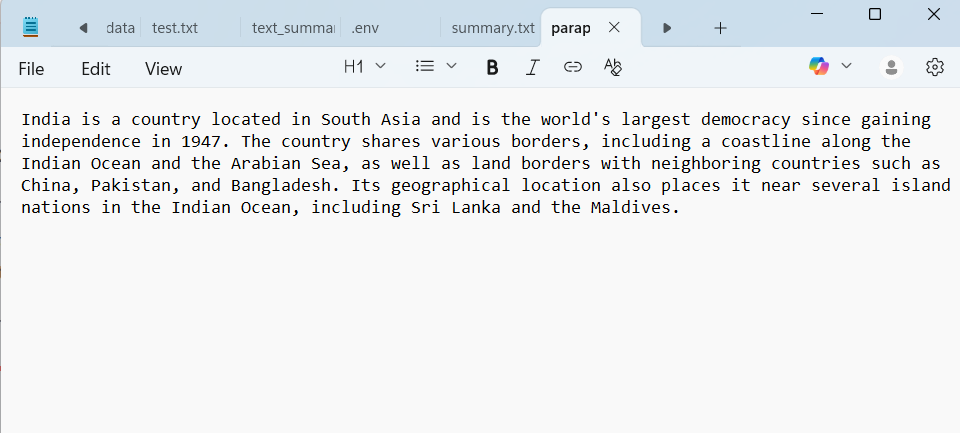 data test.txt text_summa .env summary.txt parap
File Edit View H1 B I
India is a country located in South Asia and is the world's largest democracy since gaining
independence in 1947. The country shares various borders, including a coastline along the
Indian Ocean and the Arabian Sea, as well as land borders with neighboring countries such as
China, Pakistan, and Bangladesh. Its geographical location also places it near several island
nations in the Indian Ocean, including Sri Lanka and the Maldives.